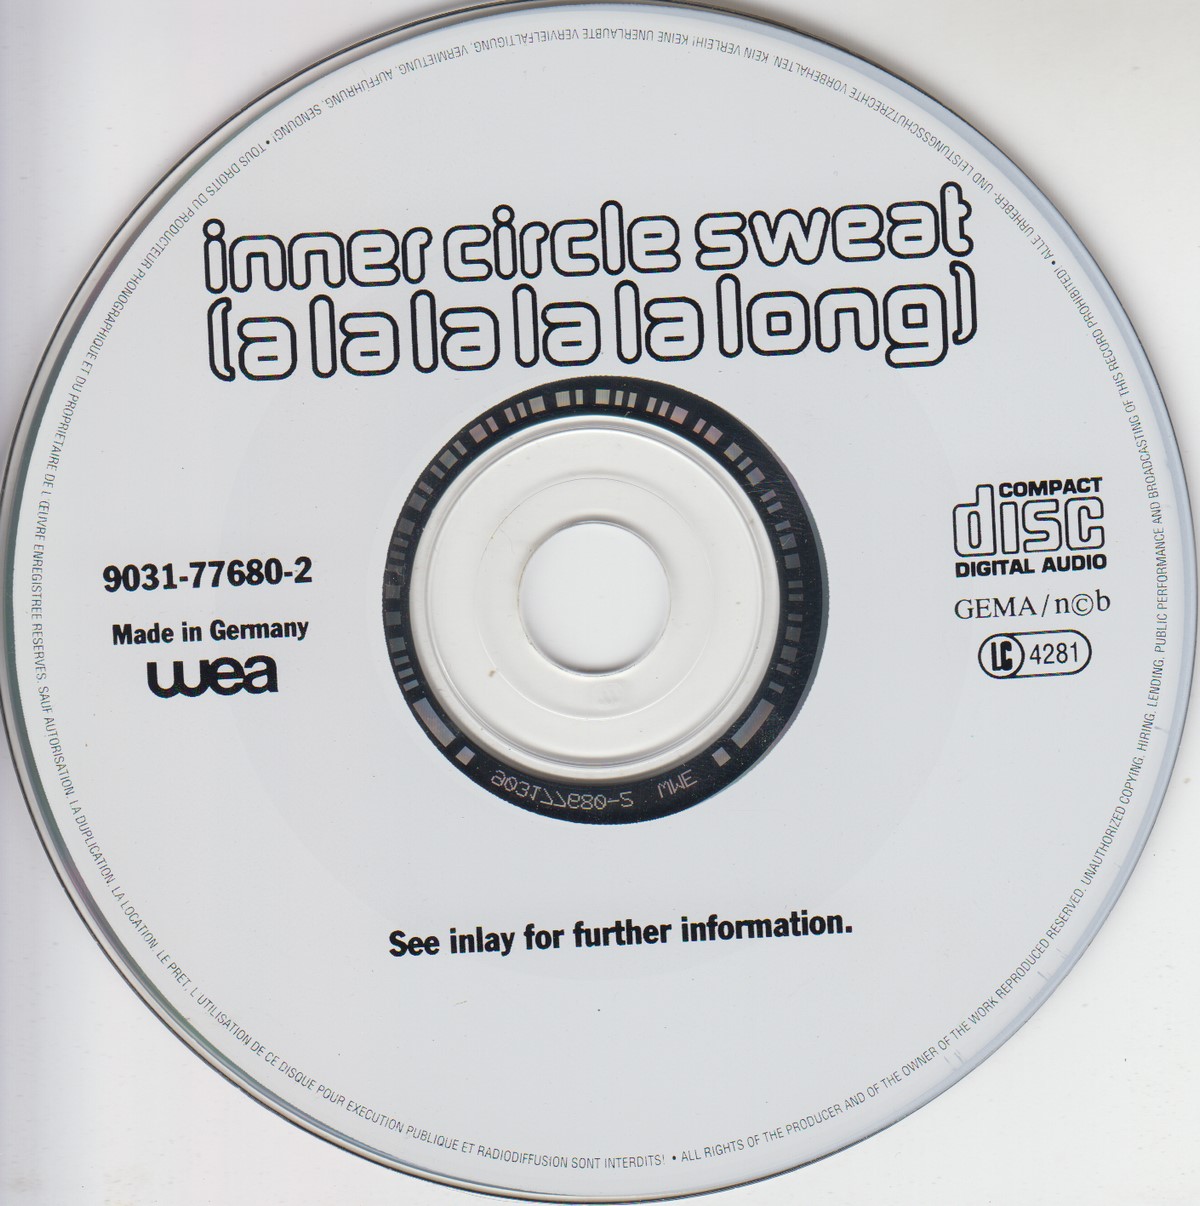 inner circle sweat
(a la la la la long)
COMPACT
disc
DIGITAL AUDIO
GEMA/n©b
LC 4281
9031-77680-2
Made in Germany
wea
903177680-2 MWE
See inlay for further information.
• ALL RIGHTS OF THE PRODUCER AND OF THE OWNER OF THE WORK REPRODUCED RESERVED. UNAUTHORIZED COPYING, HIRING, LENDING, PUBLIC PERFORMANCE AND BROADCASTING OF THIS RECORD PROHIBITED! • ALLE URHEBER- UND LEISTUNGSSCHUTZRECHTE VORBEHALTEN. KEIN VERLEIH! KEINE UNERLAUBTE VERVIELFÄLTIGUNG, VERMIETUNG, AUFFÜHRUNG, SENDUNG! • TOUS DROITS DU PRODUCTEUR PHONOGRAPHIQUE ET DU PROPRIETAIRE DE L'ŒUVRE ENREGISTREE RESERVES. SAUF AUTORISATION, LA DUPLICATION, LA LOCATION, LE PRET, L'UTILISATION DE CE DISQUE POUR EXECUTION PUBLIQUE ET RADIODIFFUSION SONT INTERDITS!